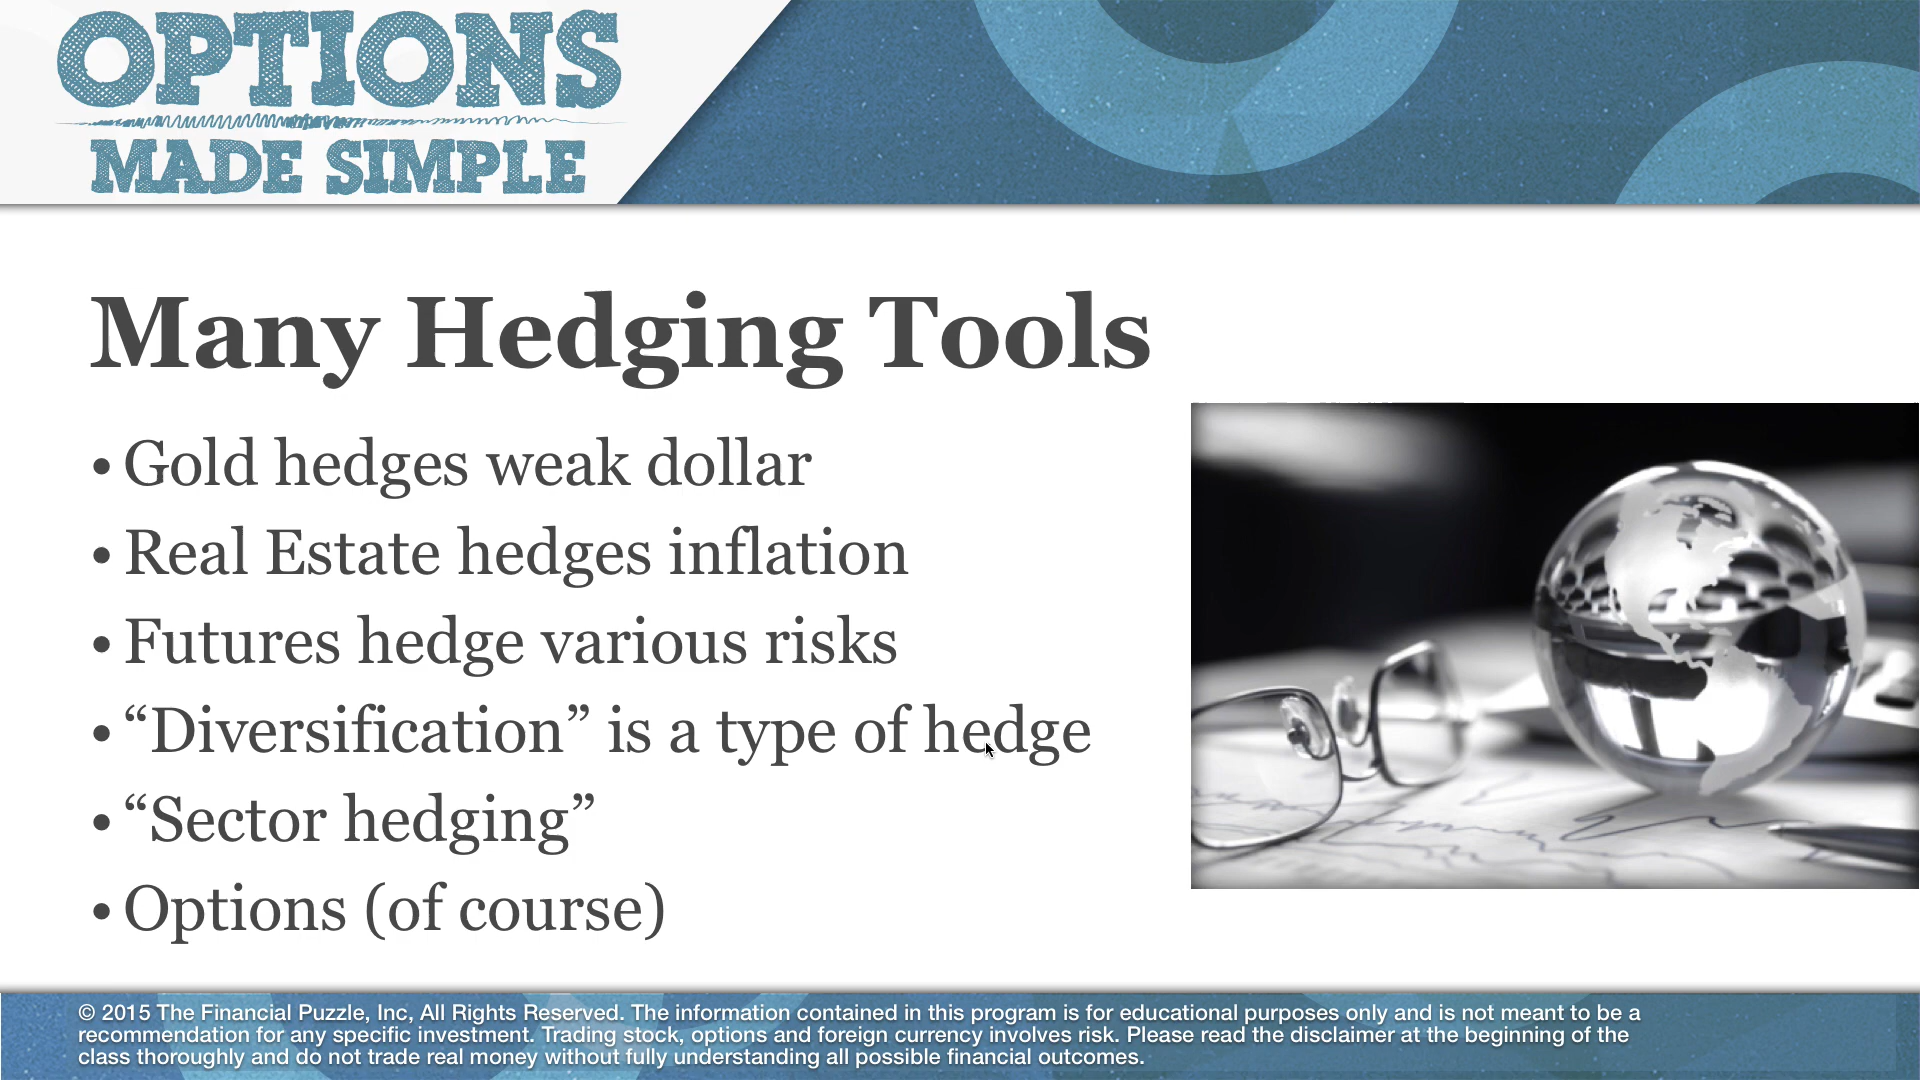 OPTIONS
MADE SIMPLE
Many Hedging Tools
• Gold hedges weak dollar
• Real Estate hedges inflation
• Futures hedge various risks
• “Diversification” is a type of hedge
• “Sector hedging”
• Options (of course)
© 2015 The Financial Puzzle, Inc, All Rights Reserved. The information contained in this program is for educational purposes only and is not meant to be a
recommendation for any specific investment. Trading stock, options and foreign currency involves risk. Please read the disclaimer at the beginning of the
class thoroughly and do not trade real money without fully understanding all possible financial outcomes.